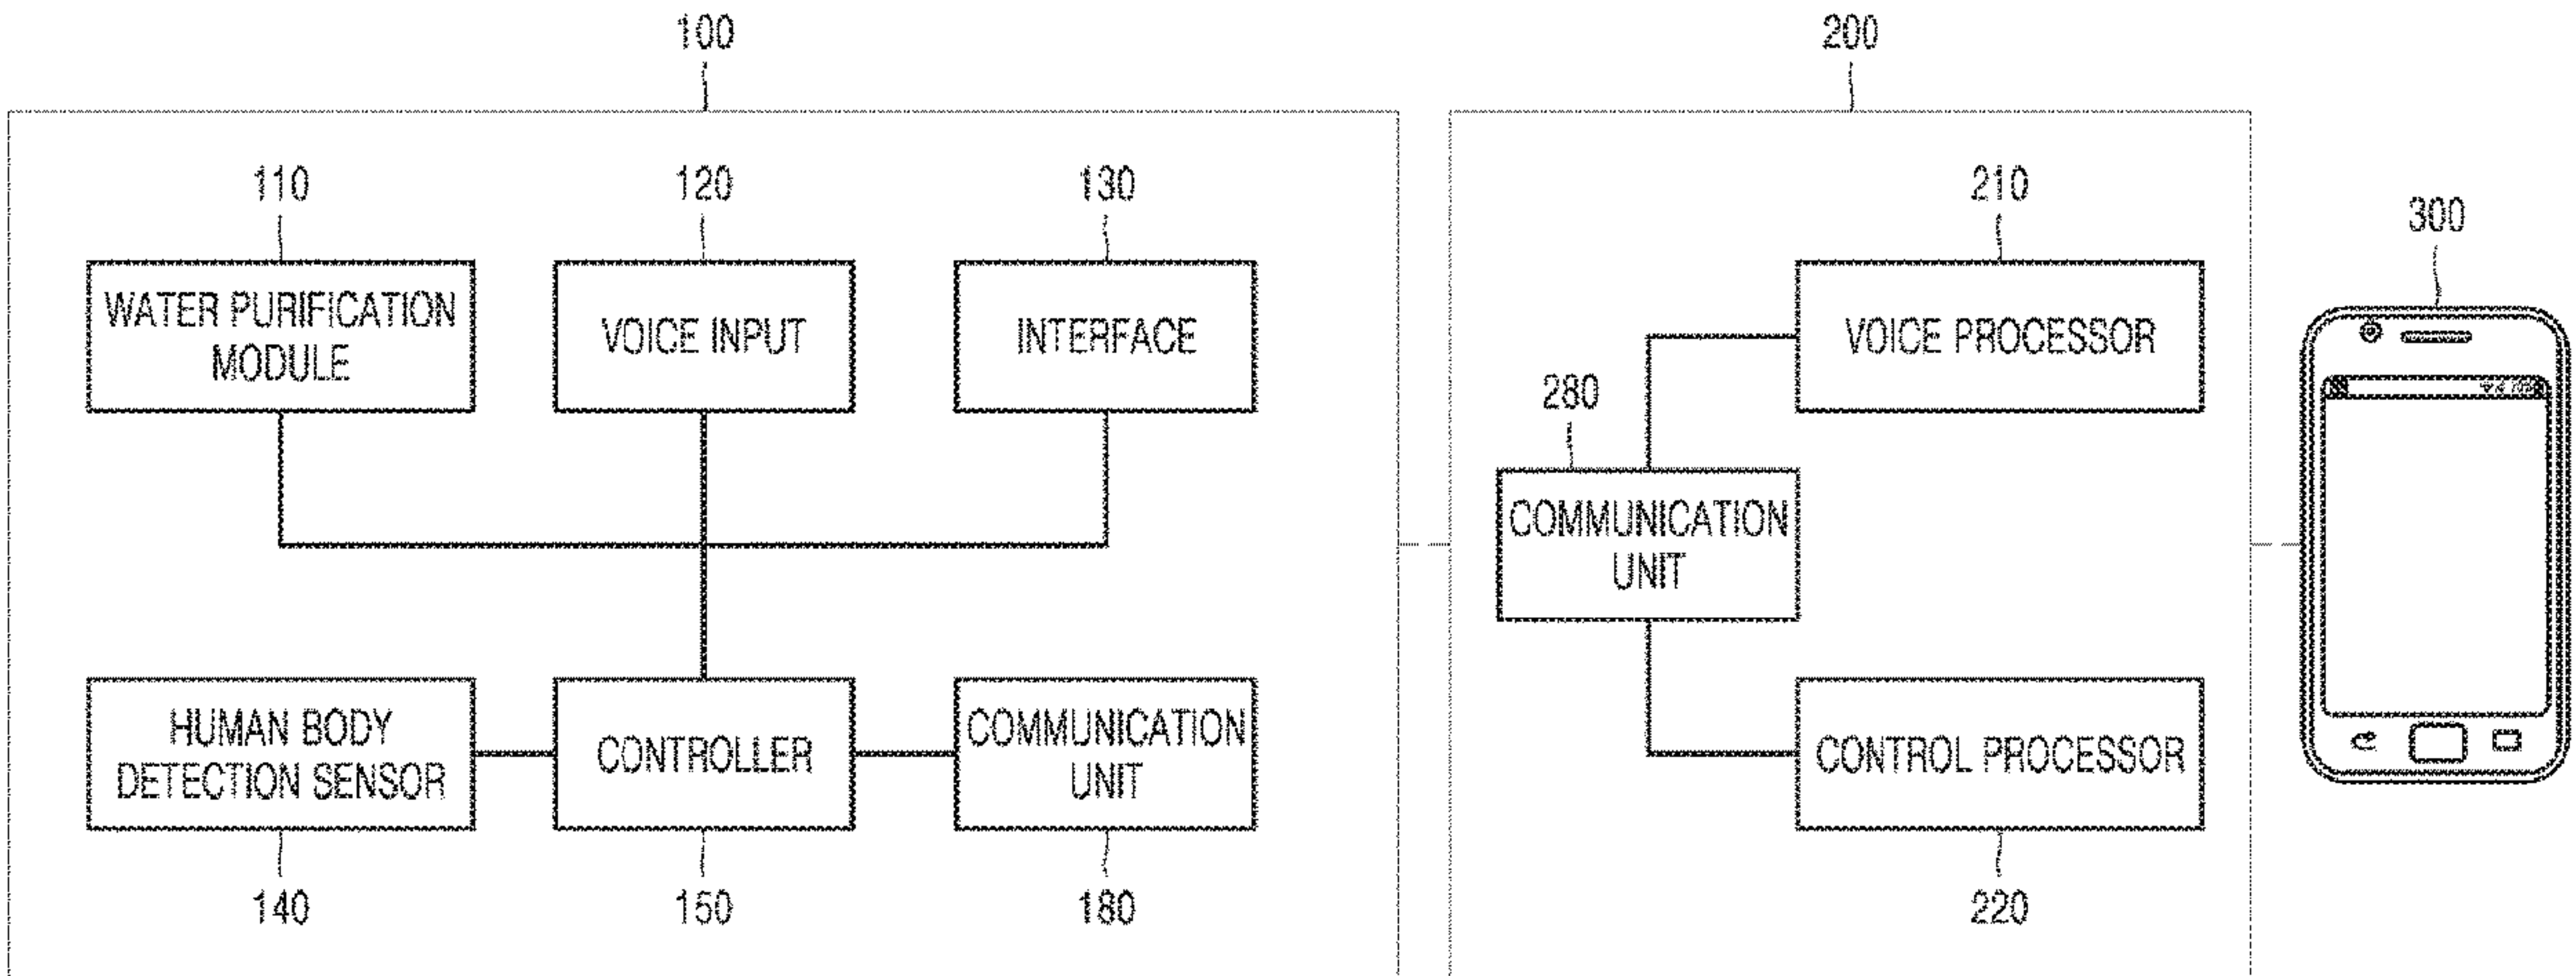 100
200
110
120
130
210
300
WATER PURIFICATION
MODULE
VOICE INPUT
INTERFACE
VOICE PROCESSOR
280
COMMUNICATION
UNIT
HUMAN BODY
DETECTION SENSOR
CONTROLLER
COMMUNICATION
UNIT
CONTROL PROCESSOR
140
150
180
220